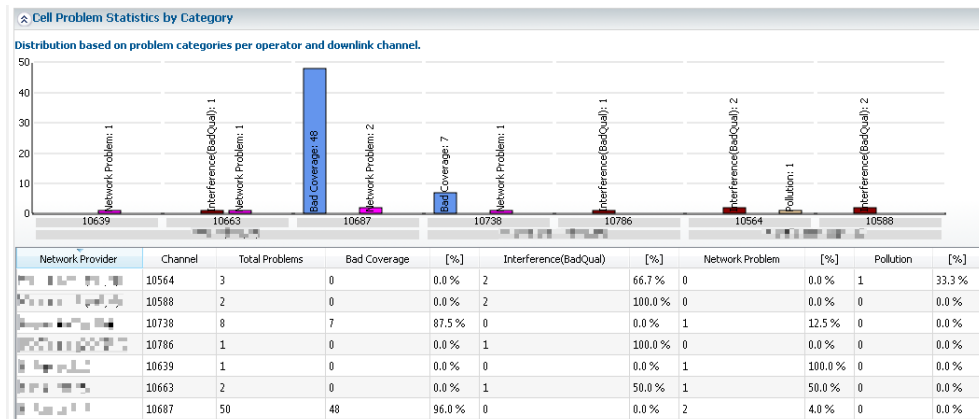 Cell Problem Statistics by Category
Distribution based on problem categories per operator and downlink channel.
50
40
30
20
10
0
Network Problem: 1
Interference(BadQual): 1
Network Problem: 1
Bad Coverage: 48
Network Problem: 2
Bad Coverage: 7
Network Problem: 1
Interference(BadQual): 1
Interference(BadQual): 2
Pollution: 1
Interference(BadQual): 2
10639 10663 10687 10738 10786 10564 10588
Network Provider Channel Total Problems Bad Coverage [%] Interference(BadQual) [%] Network Problem [%] Pollution [%]
10564 3 0 0.0 % 2 66.7 % 0 0.0 % 1 33.3 %
10588 2 0 0.0 % 2 100.0 % 0 0.0 % 0 0.0 %
10738 8 7 87.5 % 0 0.0 % 1 12.5 % 0 0.0 %
10786 1 0 0.0 % 1 100.0 % 0 0.0 % 0 0.0 %
10639 1 0 0.0 % 0 0.0 % 1 100.0 % 0 0.0 %
10663 2 0 0.0 % 1 50.0 % 1 50.0 % 0 0.0 %
10687 50 48 96.0 % 0 0.0 % 2 4.0 % 0 0.0 %